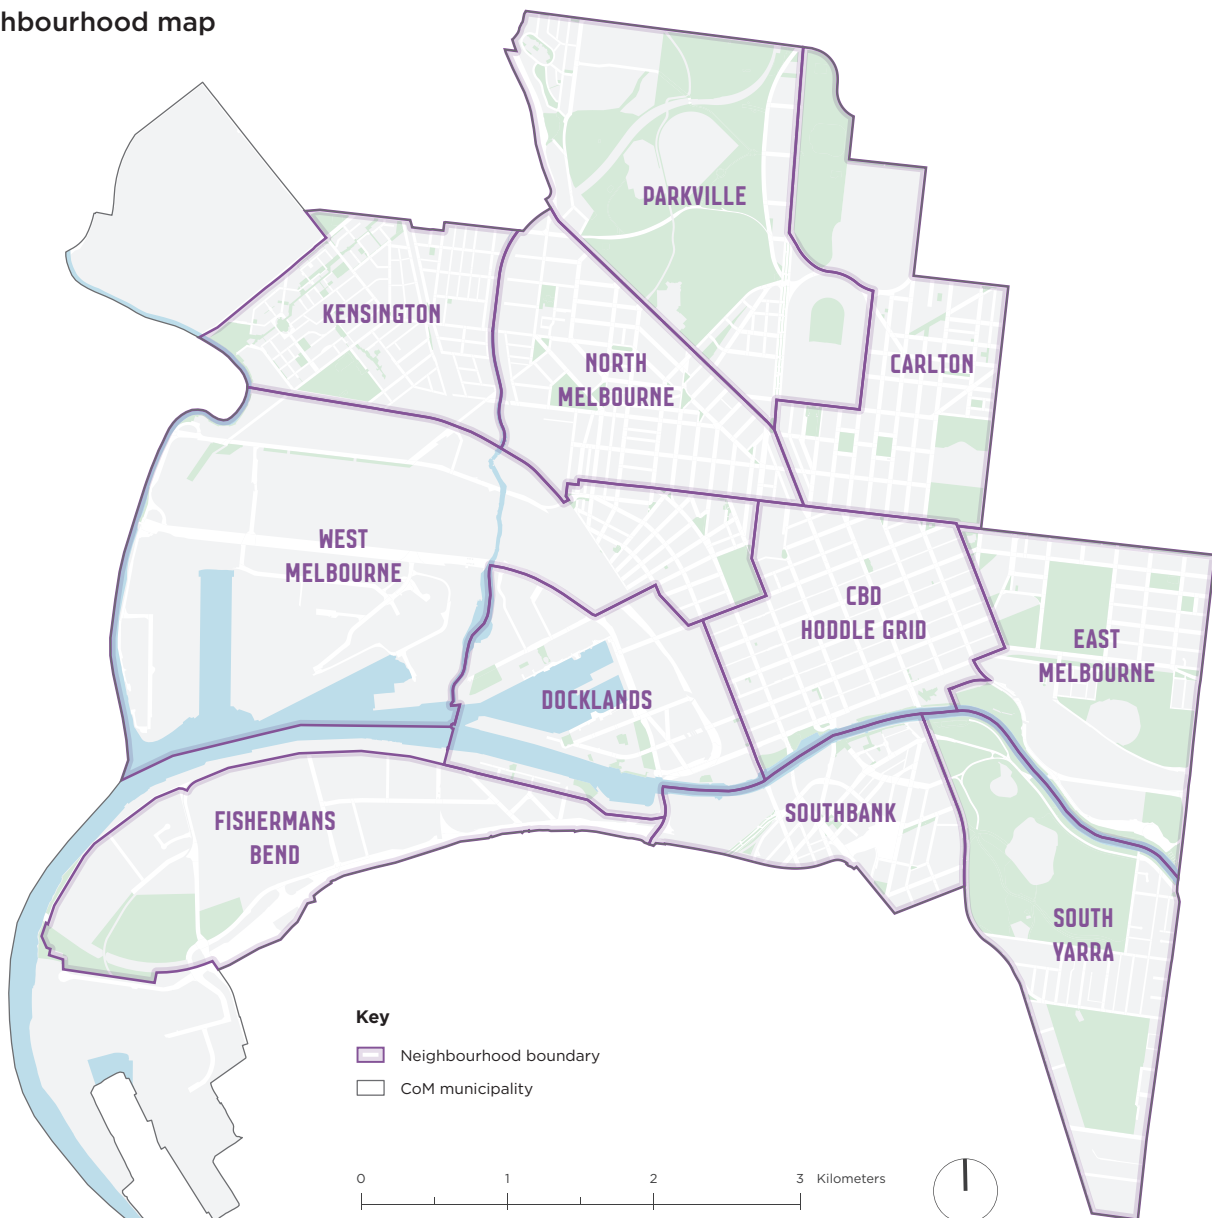 hbourhood map
PARKVILLE
KENSINGTON
NORTH
MELBOURNE
CARLTON
WEST
MELBOURNE
CBD
HODDLE GRID
EAST
MELBOURNE
DOCKLANDS
FISHERMANS
BEND
SOUTHBANK
SOUTH
YARRA
Key
Neighbourhood boundary
CoM municipality
0 1 2 3 Kilometers